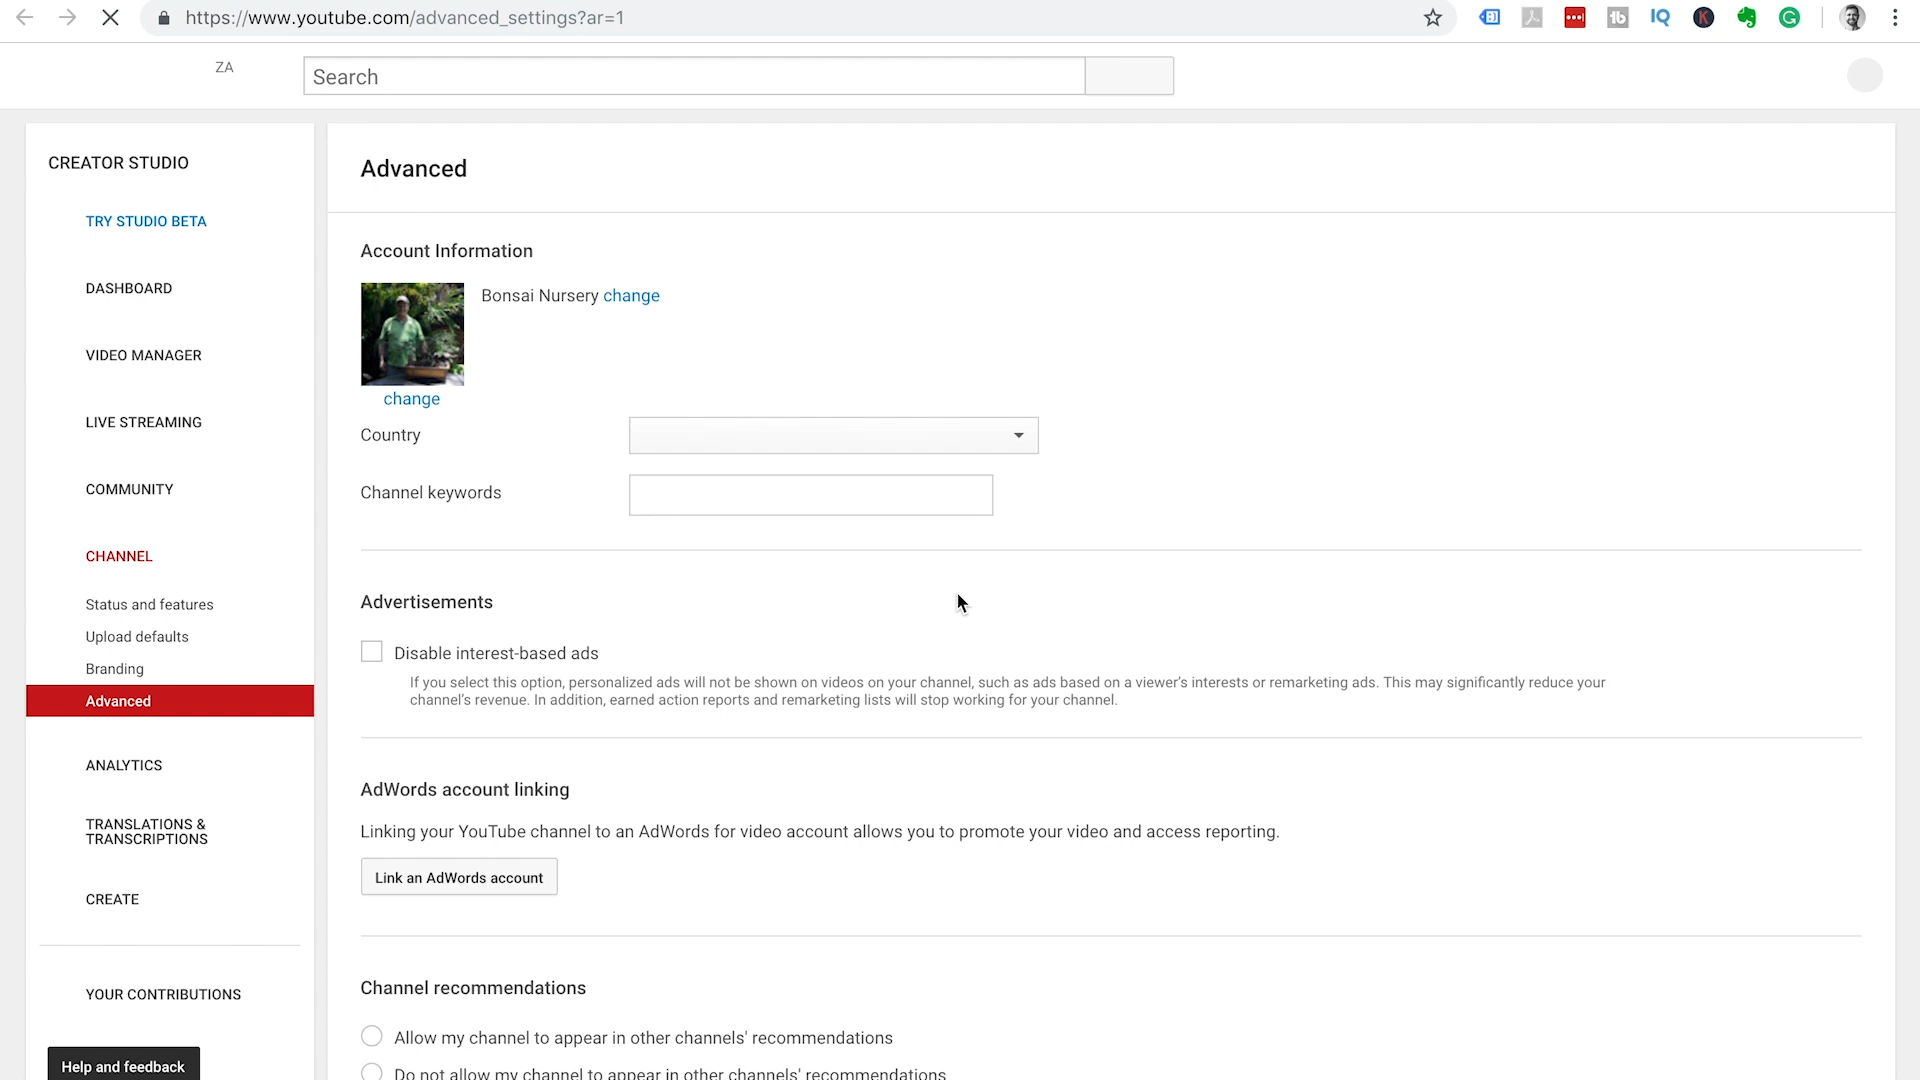 https://www.youtube.com/advanced_settings?ar=1
ZA
Search
CREATOR STUDIO
TRY STUDIO BETA
DASHBOARD
VIDEO MANAGER
LIVE STREAMING
COMMUNITY
CHANNEL
Status and features
Upload defaults
Branding
Advanced
ANALYTICS
TRANSLATIONS &
TRANSCRIPTIONS
CREATE
YOUR CONTRIBUTIONS
Help and feedback
Advanced
Account Information
Bonsai Nursery change
change
Country
Channel keywords
Advertisements
Disable interest-based ads
If you select this option, personalized ads will not be shown on videos on your channel, such as ads based on a viewer's interests or remarketing ads. This may significantly reduce your
channel's revenue. In addition, earned action reports and remarketing lists will stop working for your channel.
AdWords account linking
Linking your YouTube channel to an AdWords for video account allows you to promote your video and access reporting.
Link an AdWords account
Channel recommendations
Allow my channel to appear in other channels' recommendations
Do not allow my channel to appear in other channels' recommendations